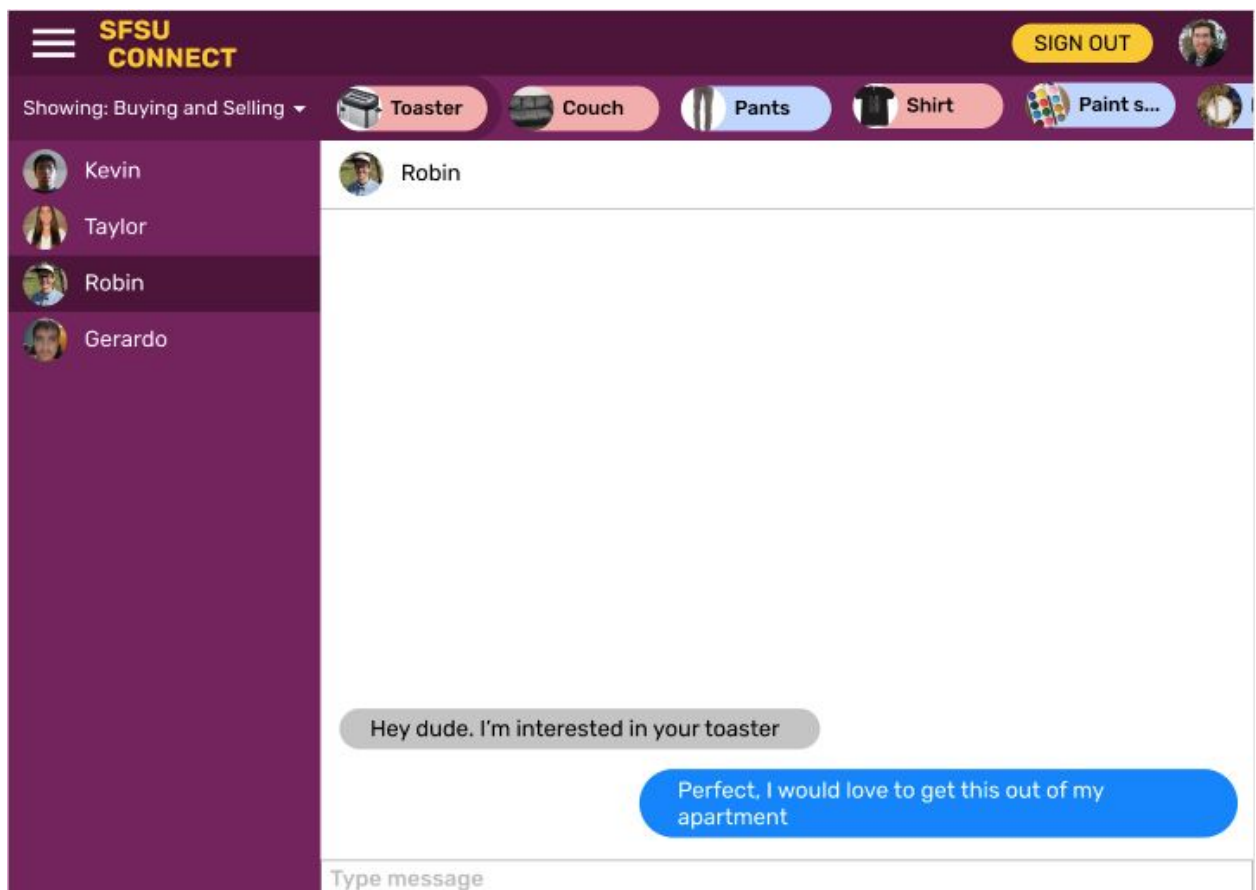 SFSU
CONNECT
SIGN OUT
Showing: Buying and Selling
Toaster
Couch
Pants
Shirt
Paint s...
Kevin
Taylor
Robin
Gerardo
Robin
Hey dude. I'm interested in your toaster
Perfect, I would love to get this out of my
apartment
Type message